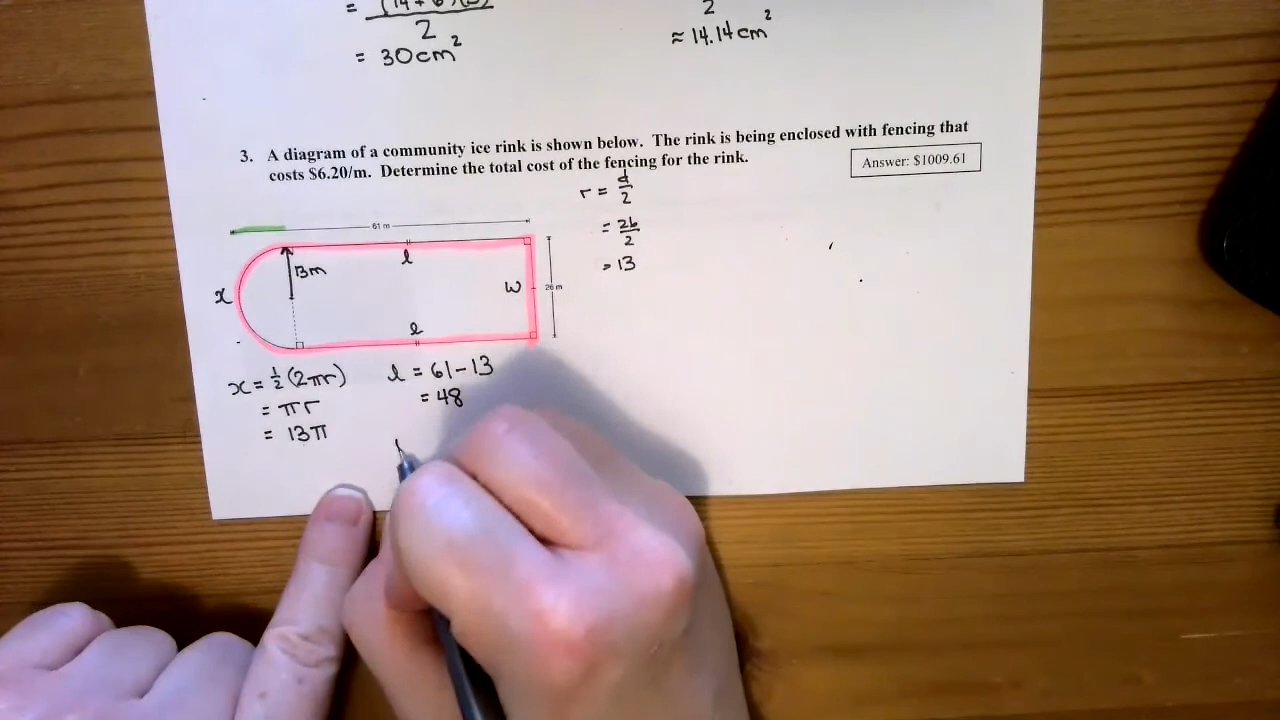 2
= 30cm²
2
≈ 14.14cm²
3. A diagram of a community ice rink is shown below. The rink is being enclosed with fencing that
costs $6.20/m. Determine the total cost of the fencing for the rink.
Answer: $1009.61
r = d/2
= 26/2
= 13
61 m
l
13m
x
w
26 m
l
x = ½(2πr)
= πr
= 13π
l = 61-13
= 48